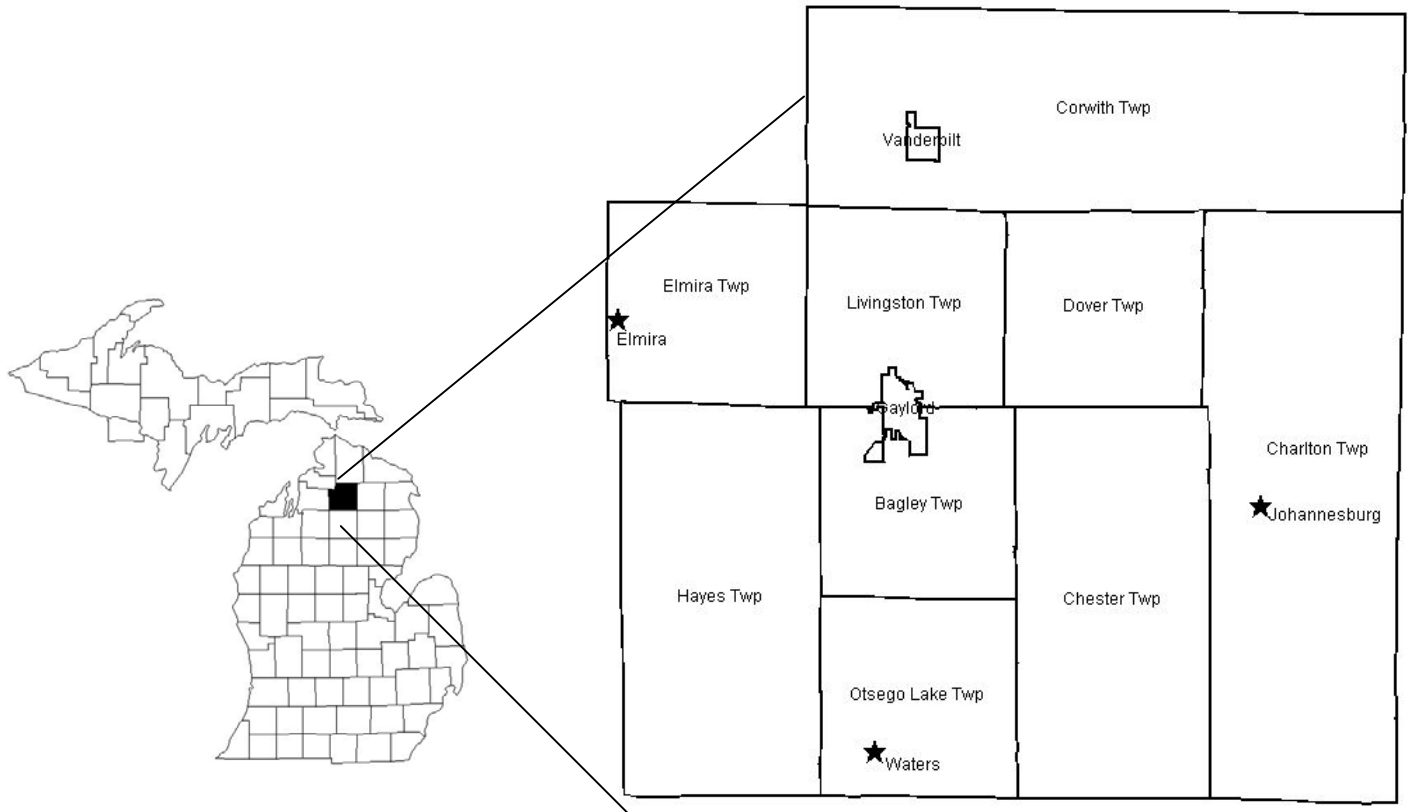 Corwith Twp
Vanderbilt
Elmira Twp
Livingston Twp
Dover Twp
Elmira
Gaylord
Charlton Twp
Bagley Twp
Johannesburg
Hayes Twp
Chester Twp
Otsego Lake Twp
Waters